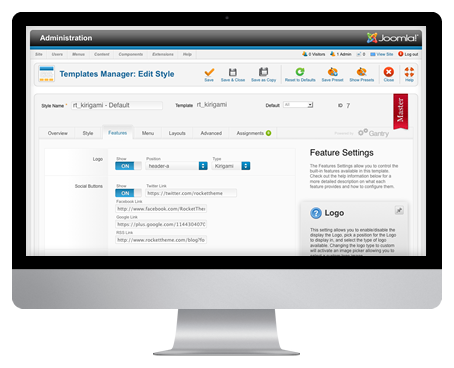 Administration
Joomla!
Site Users Menus Content Components Extensions Help 0 Visitors 1 Admin 0 View Site Log out
Templates Manager: Edit Style
Save Save & Close Save as Copy Reset to Defaults Save Preset Show Presets Close Help
Style Name * rt_kirigami - Default Template rt_kirigami Default All ID 7
Master
Overview Style Features Menu Layouts Advanced Assignments Gantry
Feature Settings
Logo Show Position Type
ON header-a Kirigami
The Features Settings allow you to control the
built-in features available in this template.
Check out the help information below for a
more detailed description on what each
feature provides and how to configure them.
Social Buttons Show Twitter Link
ON https://twitter.com/rockettheme
Facebook Link
http://www.facebook.com/RocketThe
Google Link
https://plus.google.com/1144304070
RSS Link
http://www.rockettheme.com/blog?fo
Logo
This setting allows you to enable/disable
the display the Logo, pick a position for the
Logo to display in, and select the type of logo
available. Changing the logo type to custom
will activate an image picker allowing you to